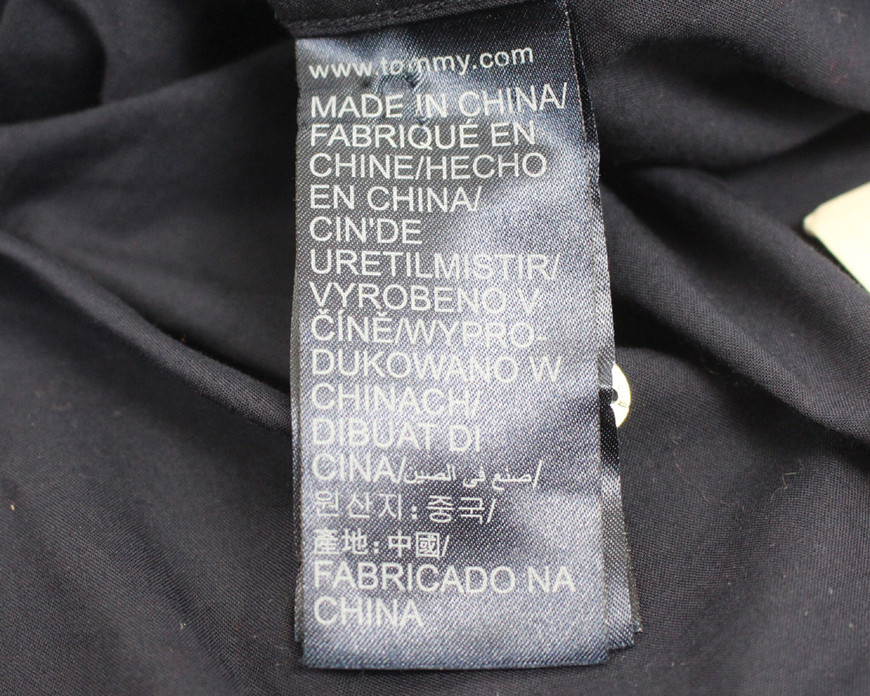 www.tommy.com
MADE IN CHINA/
FABRIQUÉ EN
CHINE/HECHO
EN CHINA/
CIN'DE
URETILMISTIR/
VYROBENO V
ČÍNĚ/WYPRO-
DUKOWANO W
CHINACH/
DIBUAT DI
CINA/صنع في الصين/
원산지:중국/
產地:中國/
FABRICADO NA
CHINA